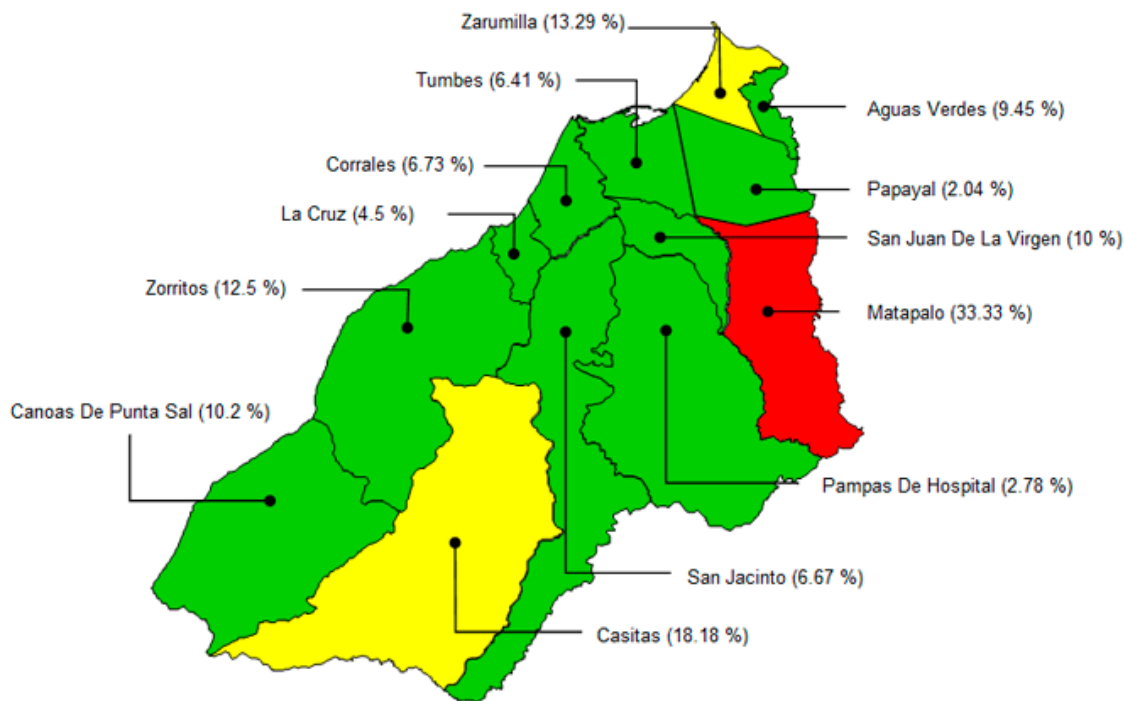 Zarumilla (13.29 %)
Tumbes (6.41 %)
Aguas Verdes (9.45 %)
Corrales (6.73 %)
Papayal (2.04 %)
La Cruz (4.5 %)
San Juan De La Virgen (10 %)
Zorritos (12.5 %)
Matapalo (33.33 %)
Canoas De Punta Sal (10.2 %)
Pampas De Hospital (2.78 %)
San Jacinto (6.67 %)
Casitas (18.18 %)